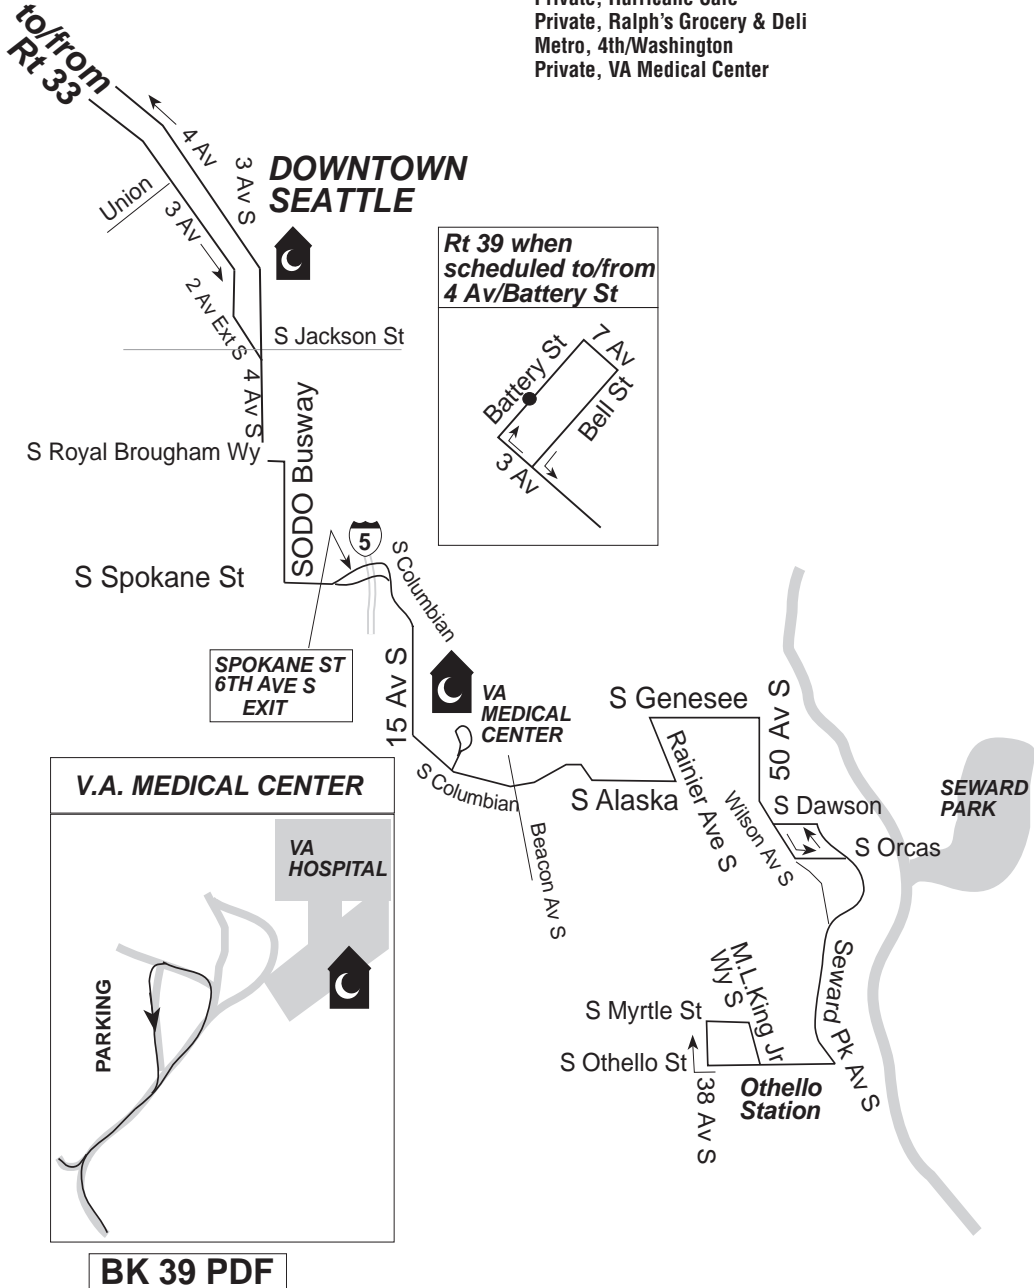 Private, Hurricane Cafe
Private, Ralph's Grocery & Deli
Metro, 4th/Washington
Private, VA Medical Center
to/from
Rt 33
4 Av
3 Av S
DOWNTOWN
SEATTLE
Union
3 Av
2 Av Ext S
S Jackson St
4 Av S
S Royal Brougham Wy
SODO Busway
Rt 39 when
scheduled to/from
4 Av/Battery St
Battery St
7 Av
Bell St
3 Av
5
S Columbian
S Spokane St
SPOKANE ST
6TH AVE S
EXIT
15 Av S
VA
MEDICAL
CENTER
S Columbian
S Genesee
50 Av S
Rainier Ave S
S Alaska
Beacon Av S
Wilson Av S
S Dawson
S Orcas
SEWARD
PARK
V.A. MEDICAL CENTER
VA
HOSPITAL
PARKING
M.L.King Jr
Wy S
S Myrtle St
S Othello St
38 Av S
Othello
Station
Seward Pk Av S
BK 39 PDF